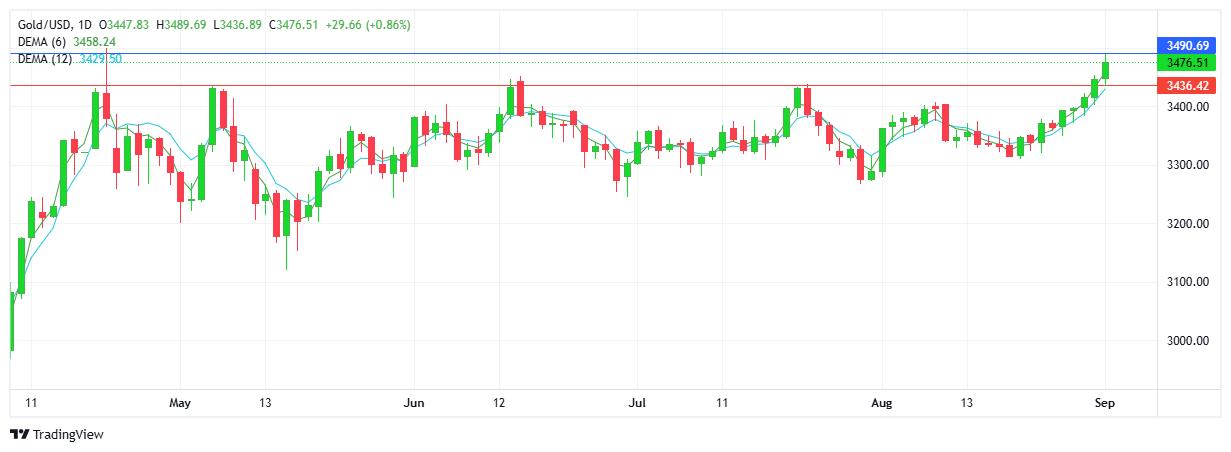 Gold/USD, 1D O3447.83 H3489.69 L3436.89 C3476.51 +29.66 (+0.86%)
DEMA (6) 3458.24
DEMA (12) 3429.50
3490.69
3476.51
3436.42
3400.00
3300.00
3200.00
3100.00
3000.00
11 May 13 Jun 12 Jul 11 Aug 13 Sep
TradingView